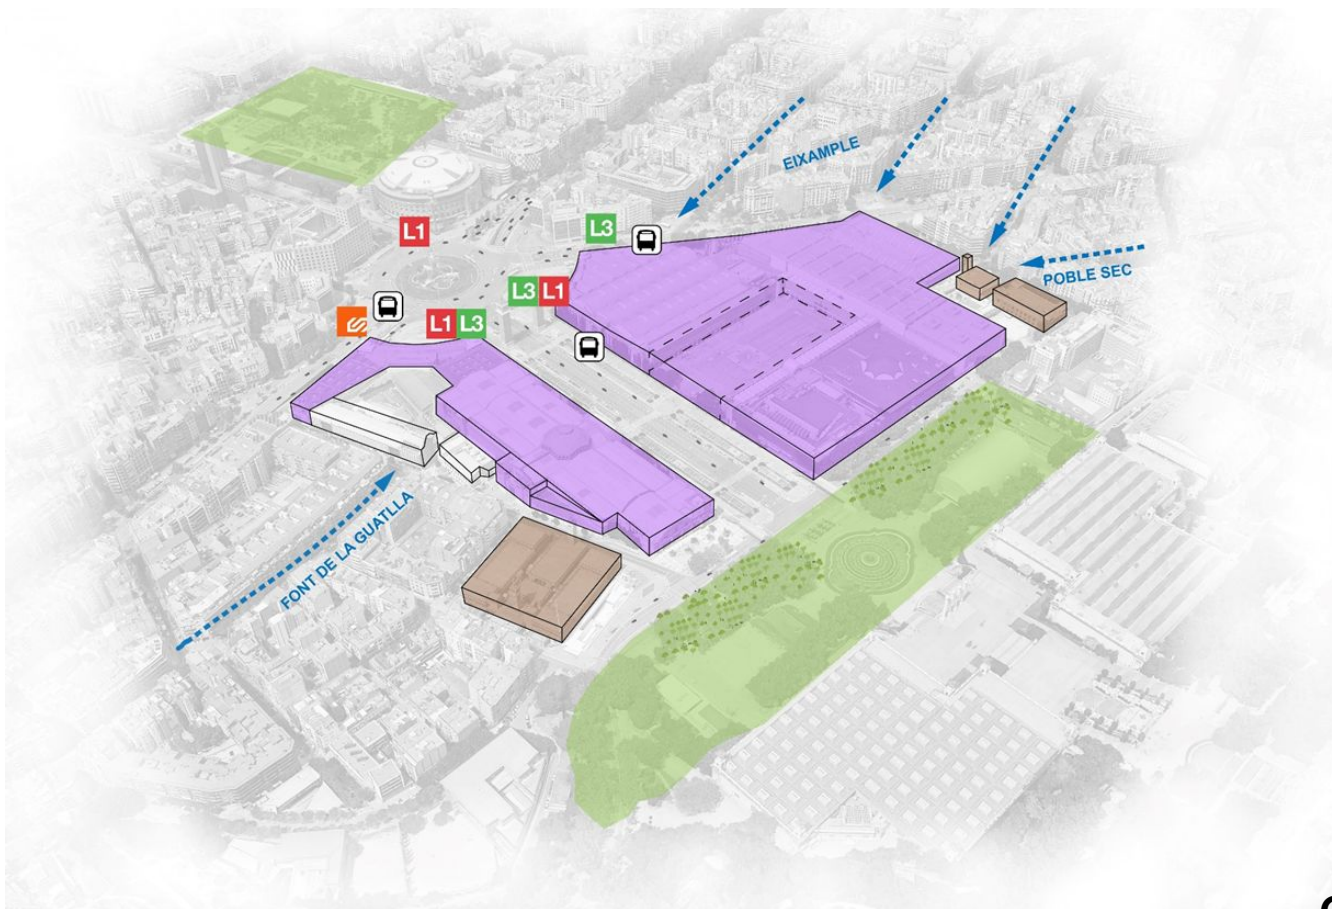 EIXAMPLE
L3
L1
POBLE SEC
L3 L1
L1 L3
FONT DE LA GUATLLA